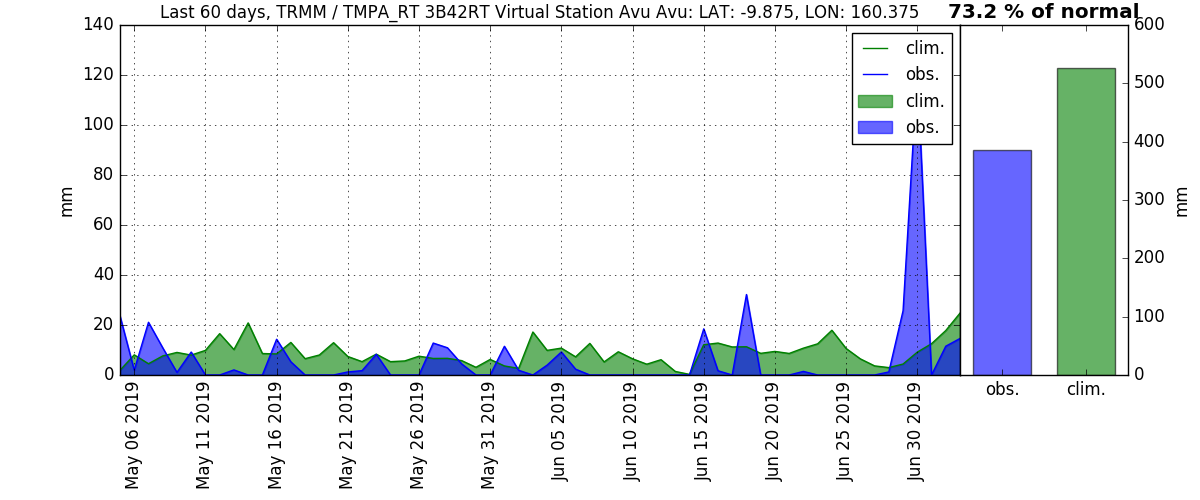 Last 60 days, TRMM / TMPA_RT 3B42RT Virtual Station Avu Avu: LAT: -9.875, LON: 160.375
73.2 % of normal
140
120
100
80
60
40
20
0
mm
clim.
obs.
clim.
obs.
600
500
400
300
200
100
0
mm
obs.
clim.
May 06 2019
May 11 2019
May 16 2019
May 21 2019
May 26 2019
May 31 2019
Jun 05 2019
Jun 10 2019
Jun 15 2019
Jun 20 2019
Jun 25 2019
Jun 30 2019